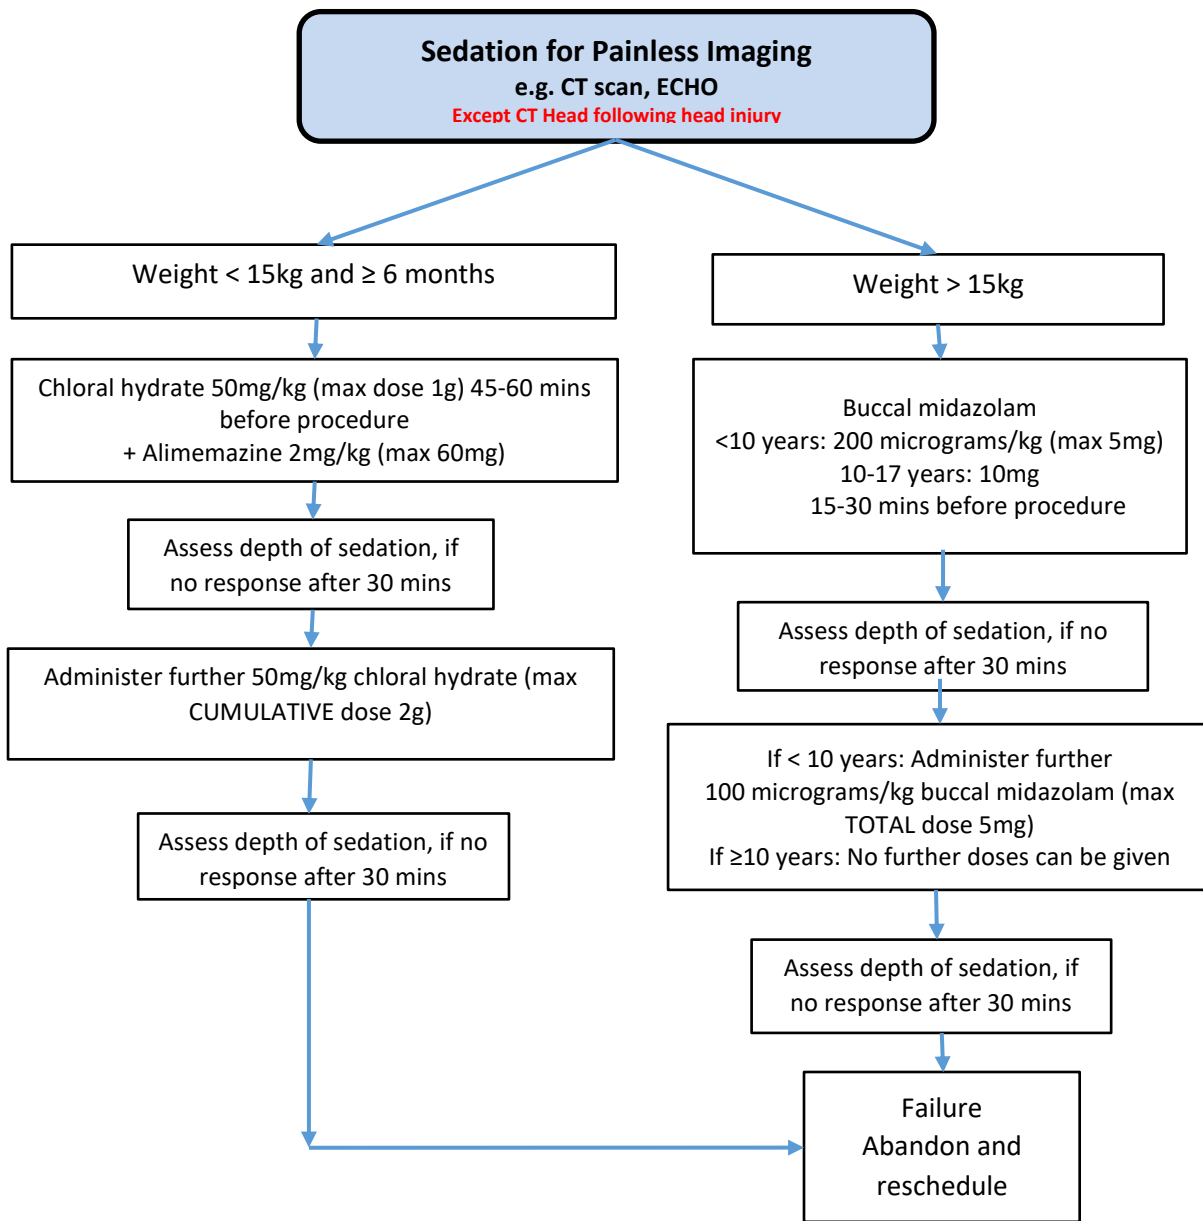 Sedation for Painless Imaging
e.g. CT scan, ECHO
Except CT Head following head injury
Weight < 15kg and ≥ 6 months
Chloral hydrate 50mg/kg (max dose 1g) 45-60 mins
before procedure
+ Alimemazine 2mg/kg (max 60mg)
Assess depth of sedation, if
no response after 30 mins
Administer further 50mg/kg chloral hydrate (max
CUMULATIVE dose 2g)
Assess depth of sedation, if no
response after 30 mins
Weight > 15kg
Buccal midazolam
<10 years: 200 micrograms/kg (max 5mg)
10-17 years: 10mg
15-30 mins before procedure
Assess depth of sedation, if no
response after 30 mins
If < 10 years: Administer further
100 micrograms/kg buccal midazolam (max
TOTAL dose 5mg)
If ≥10 years: No further doses can be given
Assess depth of sedation, if
no response after 30 mins
Failure
Abandon and
reschedule